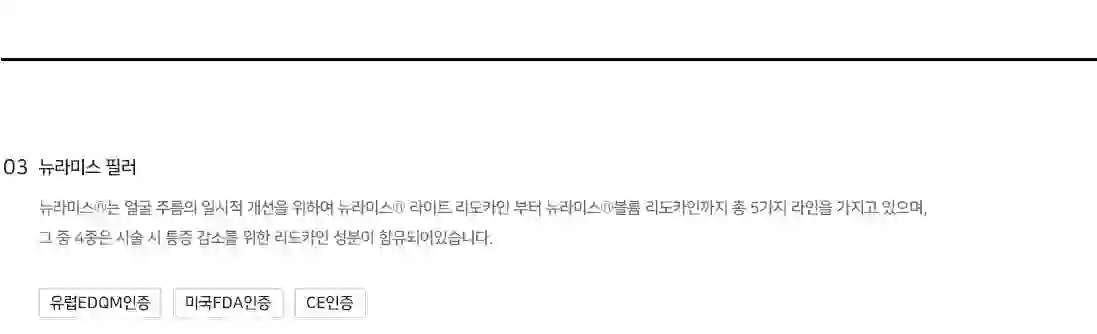 03 뉴라미스 필러
뉴라미스®는 얼굴 주름의 일시적 개선을 위하여 뉴라미스® 라이트 리도카인 부터 뉴라미스®볼륨 리도카인까지 총 5가지 라인을 가지고 있으며,
그 중 4종은 시술 시 통증 감소를 위한 리도카인 성분이 함유되어있습니다.
유럽EDQM인증 미국FDA인증 CE인증